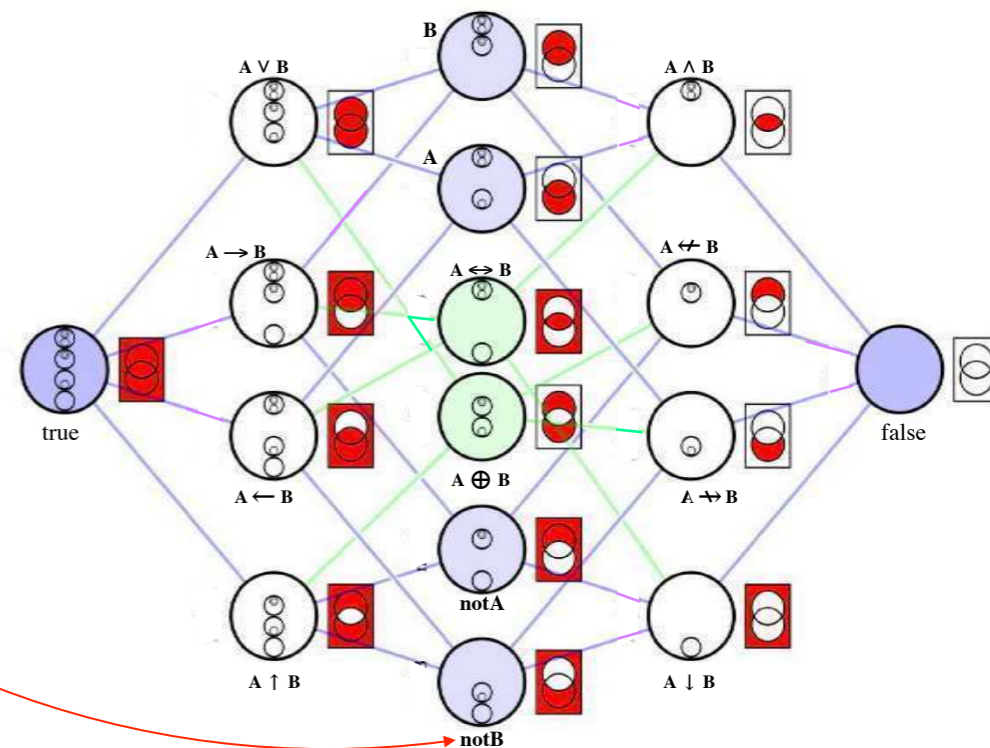 B
A ∨ B
A ∧ B
A
A → B
A ↔ B
A ↚ B
true
false
A ← B
A ⊕ B
A ↛ B
notA
A ↑ B
A ↓ B
notB